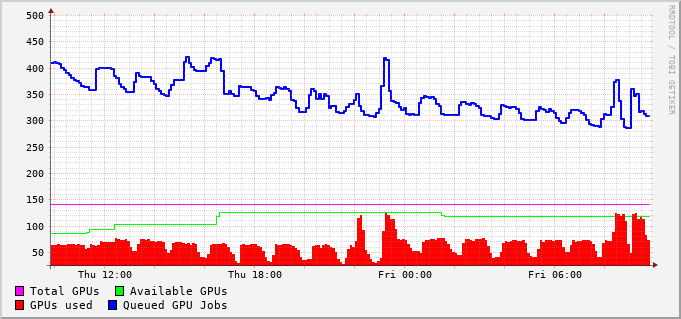 500
450
400
350
300
250
200
150
100
50
Thu 12:00 Thu 18:00 Fri 00:00 Fri 06:00
Total GPUs Available GPUs
GPUs used Queued GPU Jobs
RRDTOOL / TOBI OETIKER